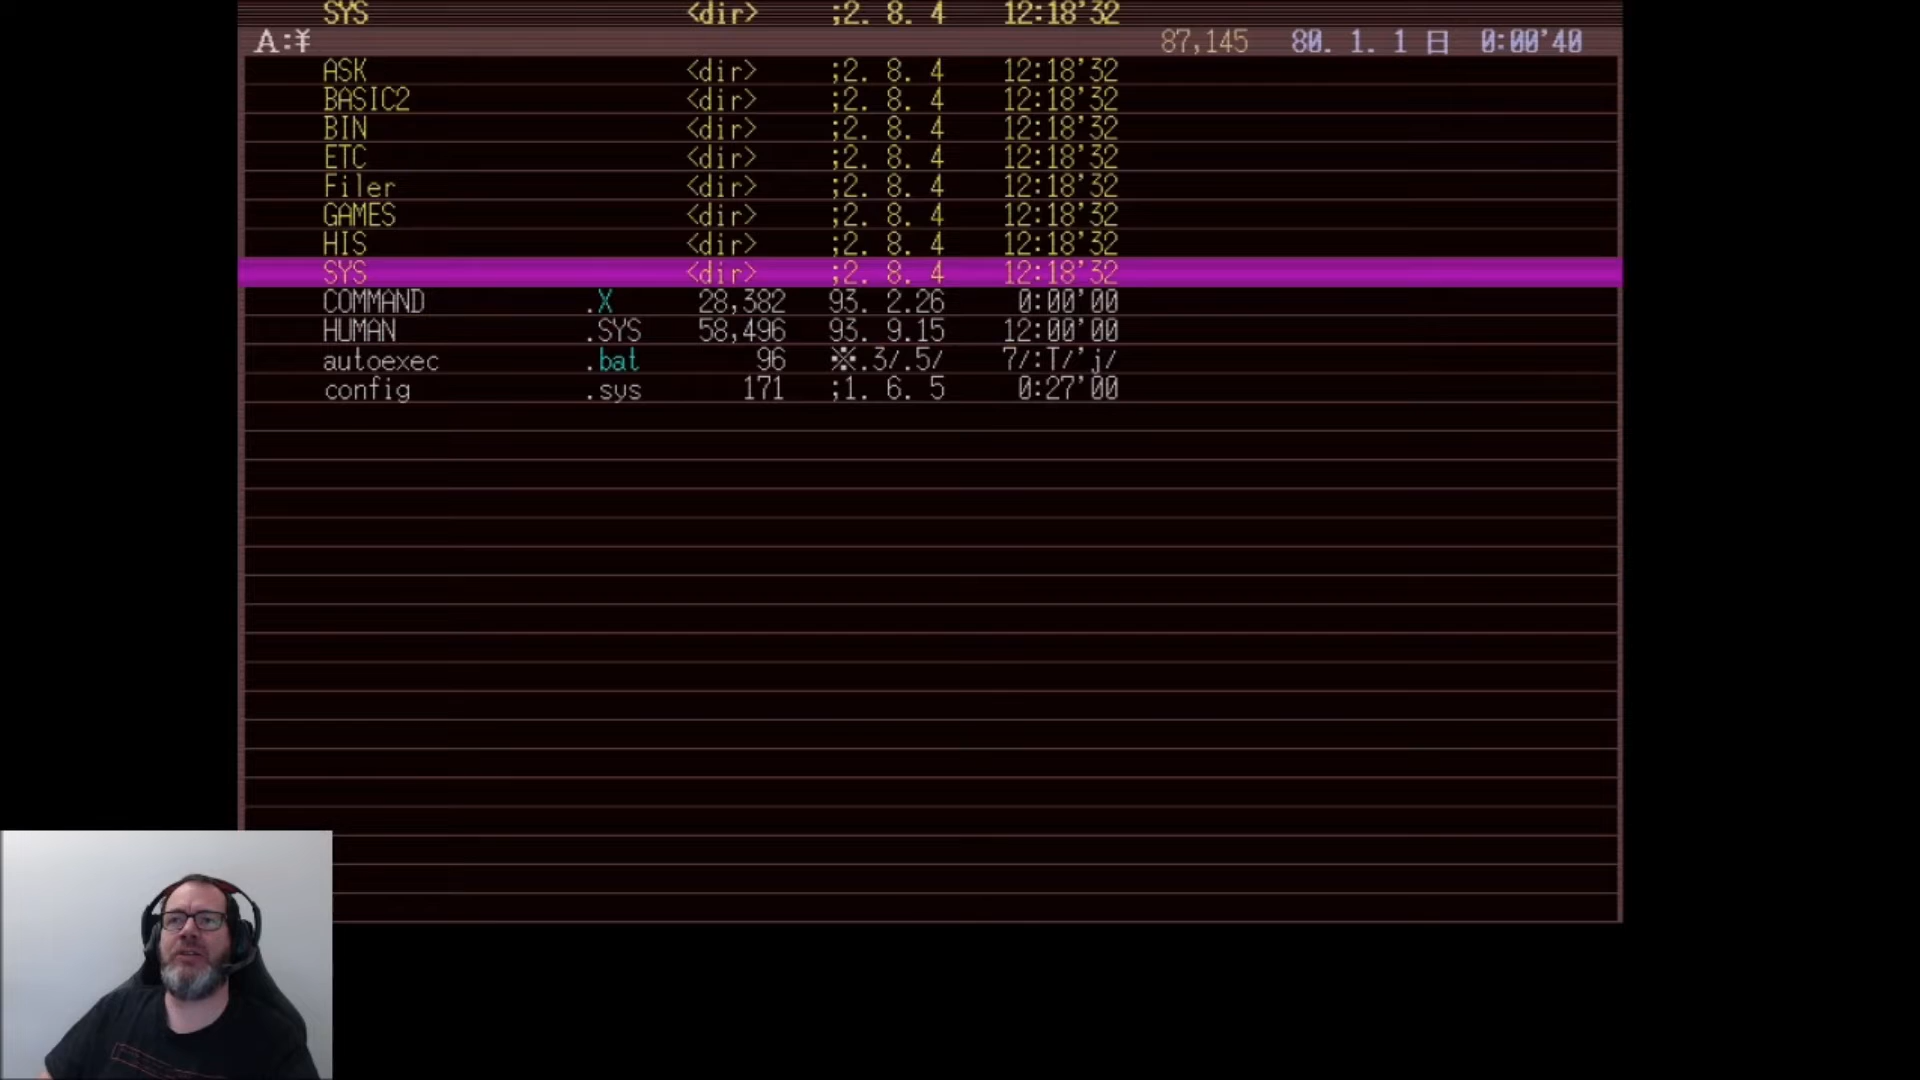 SYS <dir> ;2. 8. 4 12:18'32
A:¥ 87,145 80. 1. 1 日 0:00'40
ASK <dir> ;2. 8. 4 12:18'32
BASIC2 <dir> ;2. 8. 4 12:18'32
BIN <dir> ;2. 8. 4 12:18'32
ETC <dir> ;2. 8. 4 12:18'32
Filer <dir> ;2. 8. 4 12:18'32
GAMES <dir> ;2. 8. 4 12:18'32
HIS <dir> ;2. 8. 4 12:18'32
SYS <dir> ;2. 8. 4 12:18'32
COMMAND .X 28,382 93. 2.26 0:00'00
HUMAN .SYS 58,496 93. 9.15 12:00'00
autoexec .bat 96 ※.3/.5/ 7/:T/'j/
config .sys 171 ;1. 6. 5 0:27'00